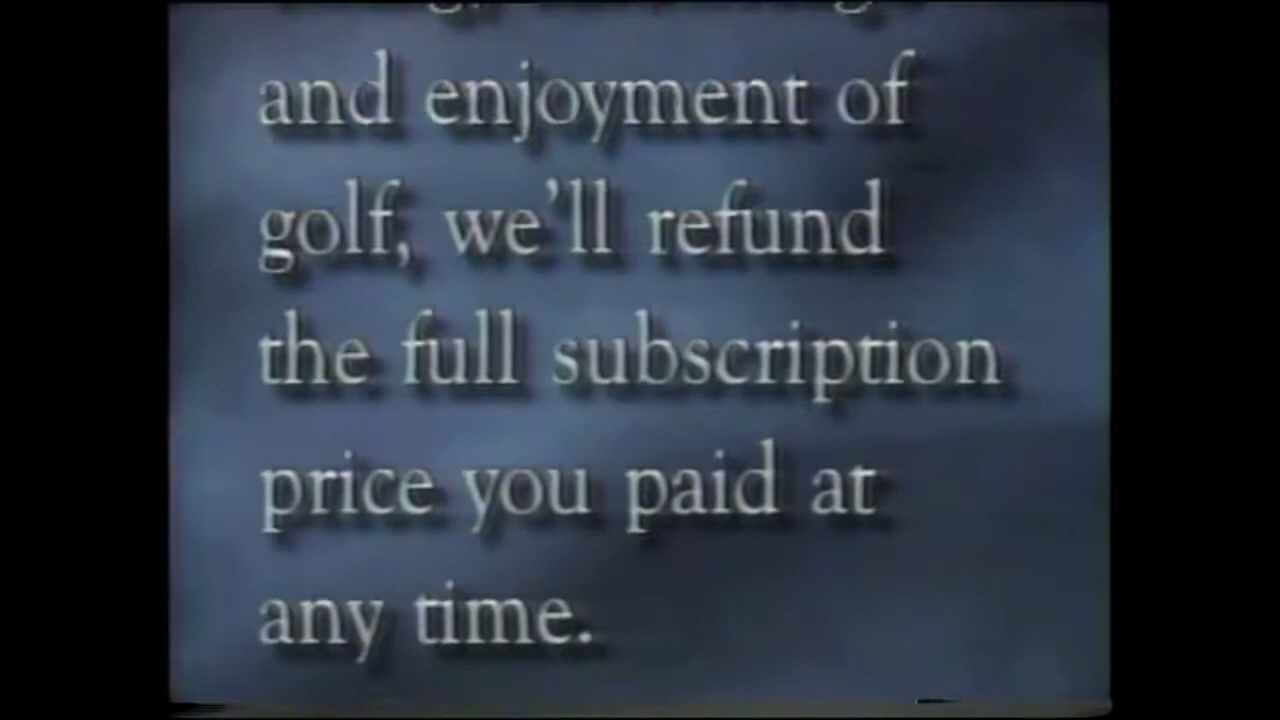 and enjoyment of
golf, we'll refund
the full subscription
price you paid at
any time.